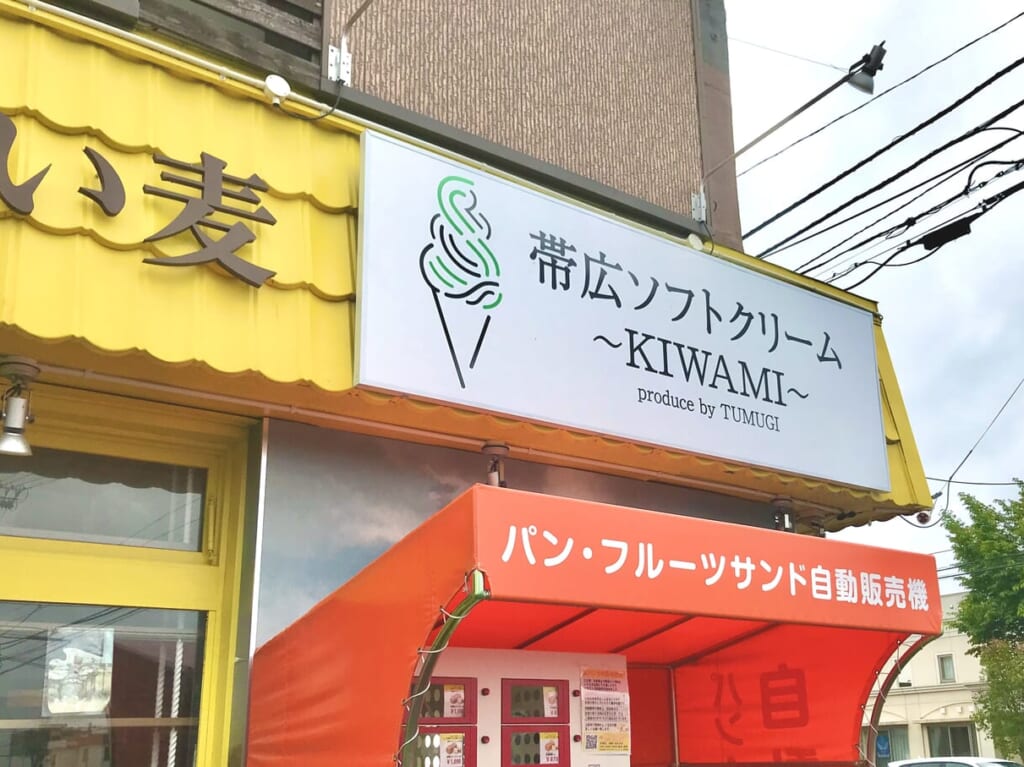 い麦
帯広ソフトクリーム
～KIWAMI～
produce by TUMUGI
パン・フルーツサンド自動販売機
自